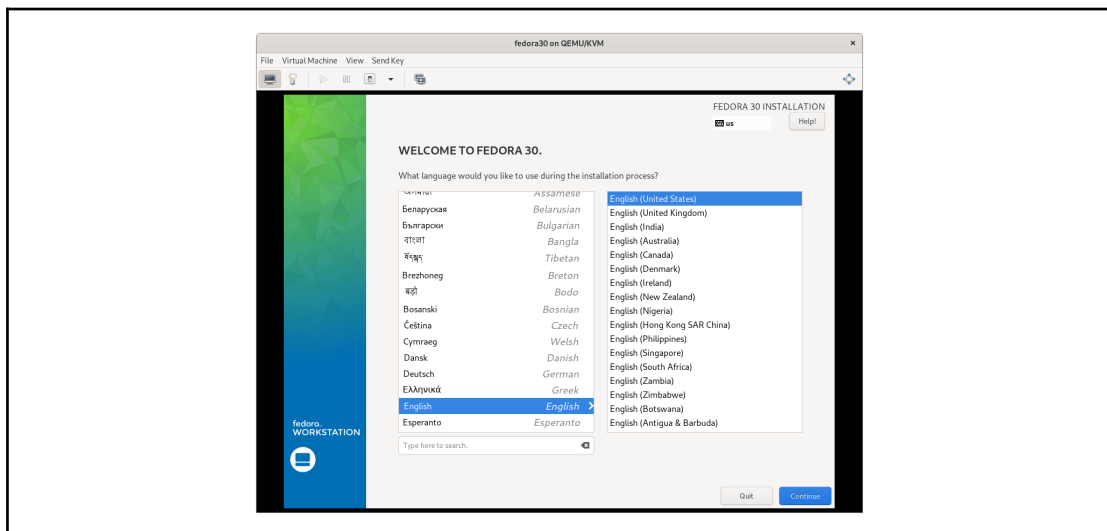 fedora30 on QEMU/KVM ×
File Virtual Machine View Send Key
FEDORA 30 INSTALLATION
us Help!
WELCOME TO FEDORA 30.
What language would you like to use during the installation process?
Assamese
Беларуская Belarusian
Български Bulgarian
বাংলা Bangla
བོད་སྐད་ Tibetan
Brezhoneg Breton
बड़ो Bodo
Bosanski Bosnian
Čeština Czech
Cymraeg Welsh
Dansk Danish
Deutsch German
Ελληνικά Greek
English English
Esperanto Esperanto
Type here to search.
English (United States)
English (United Kingdom)
English (India)
English (Australia)
English (Canada)
English (Denmark)
English (Ireland)
English (New Zealand)
English (Nigeria)
English (Hong Kong SAR China)
English (Philippines)
English (Singapore)
English (South Africa)
English (Zambia)
English (Zimbabwe)
English (Botswana)
English (Antigua & Barbuda)
fedora.
WORKSTATION
Quit Continue